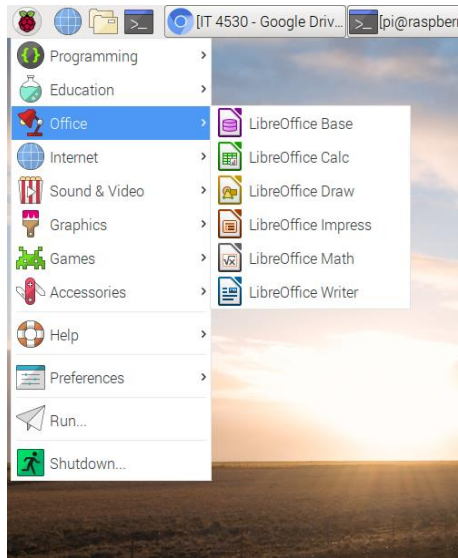 [IT 4530 - Google Driv...
[pi@raspberr
Programming
Education
Office
LibreOffice Base
LibreOffice Calc
LibreOffice Draw
LibreOffice Impress
LibreOffice Math
LibreOffice Writer
Internet
Sound & Video
Graphics
Games
Accessories
Help
Preferences
Run...
Shutdown...